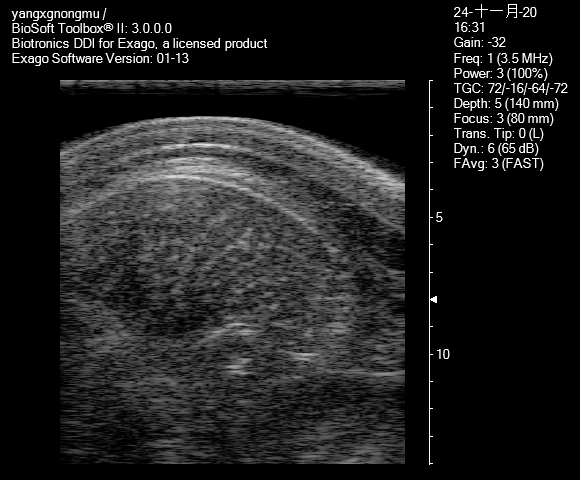 yangxgnongmu /
BioSoft Toolbox® II: 3.0.0.0
Biotronics DDI for Exago, a licensed product
Exago Software Version: 01-13
24-十一月-20
16:31
Gain: -32
Freq: 1 (3.5 MHz)
Power: 3 (100%)
TGC: 72/-16/-64/-72
Depth: 5 (140 mm)
Focus: 3 (80 mm)
Trans. Tip: 0 (L)
Dyn.: 6 (65 dB)
FAvg: 3 (FAST)
5
10